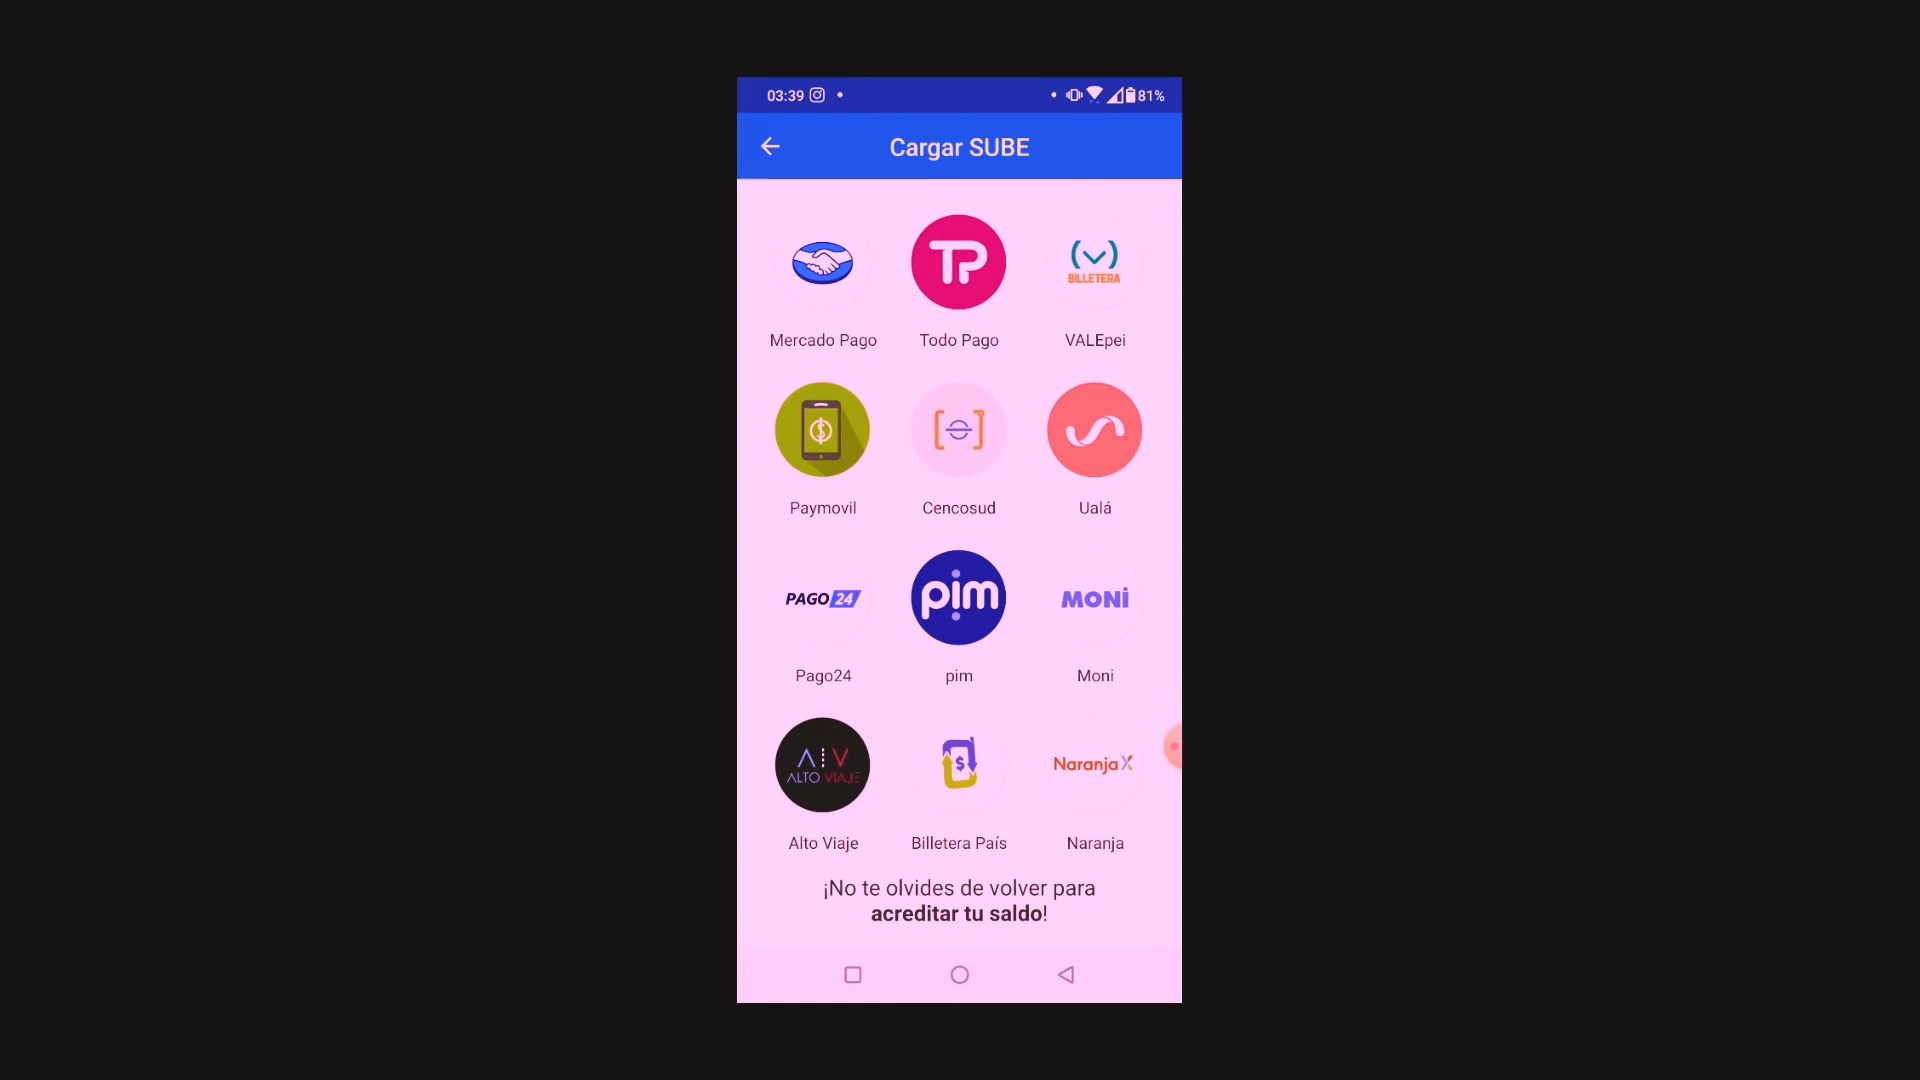 03:39
81%
Cargar SUBE
TP
BILLETERA
Mercado Pago
Todo Pago
VALEpei
$
Paymovil
Cencosud
Ualá
PAGO 24
pim
MONi
Pago24
pim
Moni
ALTO VIAJE
$
Naranja X
Alto Viaje
Billetera País
Naranja
¡No te olvides de volver para
acreditar tu saldo!